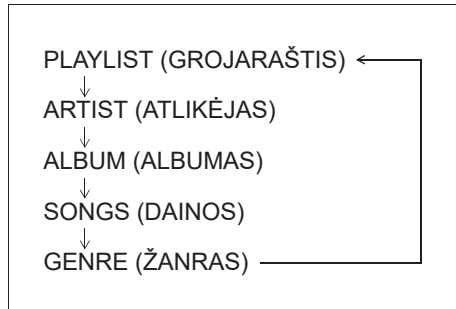 PLAYLIST (GROJARAŠTIS)
ARTIST (ATLIKĖJAS)
ALBUM (ALBUMAS)
SONGS (DAINOS)
GENRE (ŽANRAS)